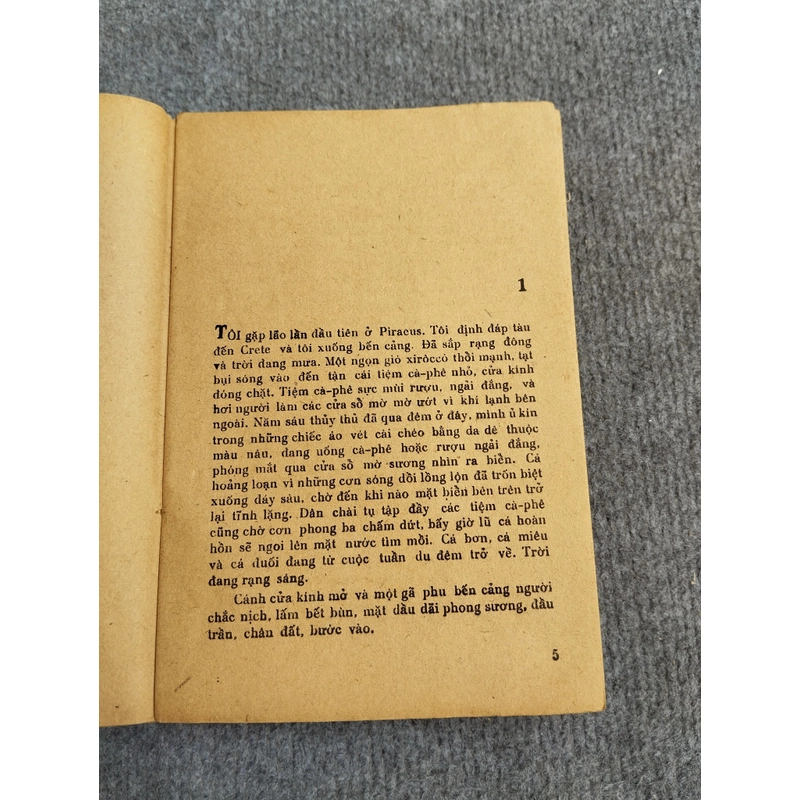 1
TÔI gặp lão lần đầu tiên ở Piracus. Tôi định đáp tàu
đến Crete và tôi xuống bến cảng. Đã sắp rạng đông
và trời đang mưa. Một ngọn gió xirôccô thổi mạnh, tạt
bụi sóng vào đến tận cái tiệm cà-phê nhỏ, cửa kính
đóng chặt. Tiệm cà-phê sực mùi rượu, ngải đắng, và
hơi người làm các cửa sổ mờ mờ ướt vì khí lạnh bên
ngoài. Năm sáu thủy thủ đã qua đêm ở đây, mình ủ kín
trong những chiếc áo vét cài chéo bằng da dê thuộc
màu nâu, đang uống cà-phê hoặc rượu ngải đắng,
phóng mắt qua cửa sổ mờ sương nhìn ra biển. Cá
hoảng loạn vì những cơn sóng dồi lồng lộn đã trốn biệt
xuống đáy sâu, chờ đến khi nào mặt biển bên trên trở
lại tĩnh lặng. Dân chài tụ tập đầy các tiệm cà-phê
cũng chờ cơn phong ba chấm dứt, bấy giờ lũ cá hoàn
hồn sẽ ngoi lên mặt nước tìm mồi. Cá bơn, cá miêu
và cá đuối đang từ cuộc tuần du đêm trở về. Trời
đang rạng sáng.
Cánh cửa kính mở và một gã phu bến cảng người
chắc nịch, lấm bết bùn, mặt dầu dãi phong sương, đầu
trần, chân đất, bước vào.
5